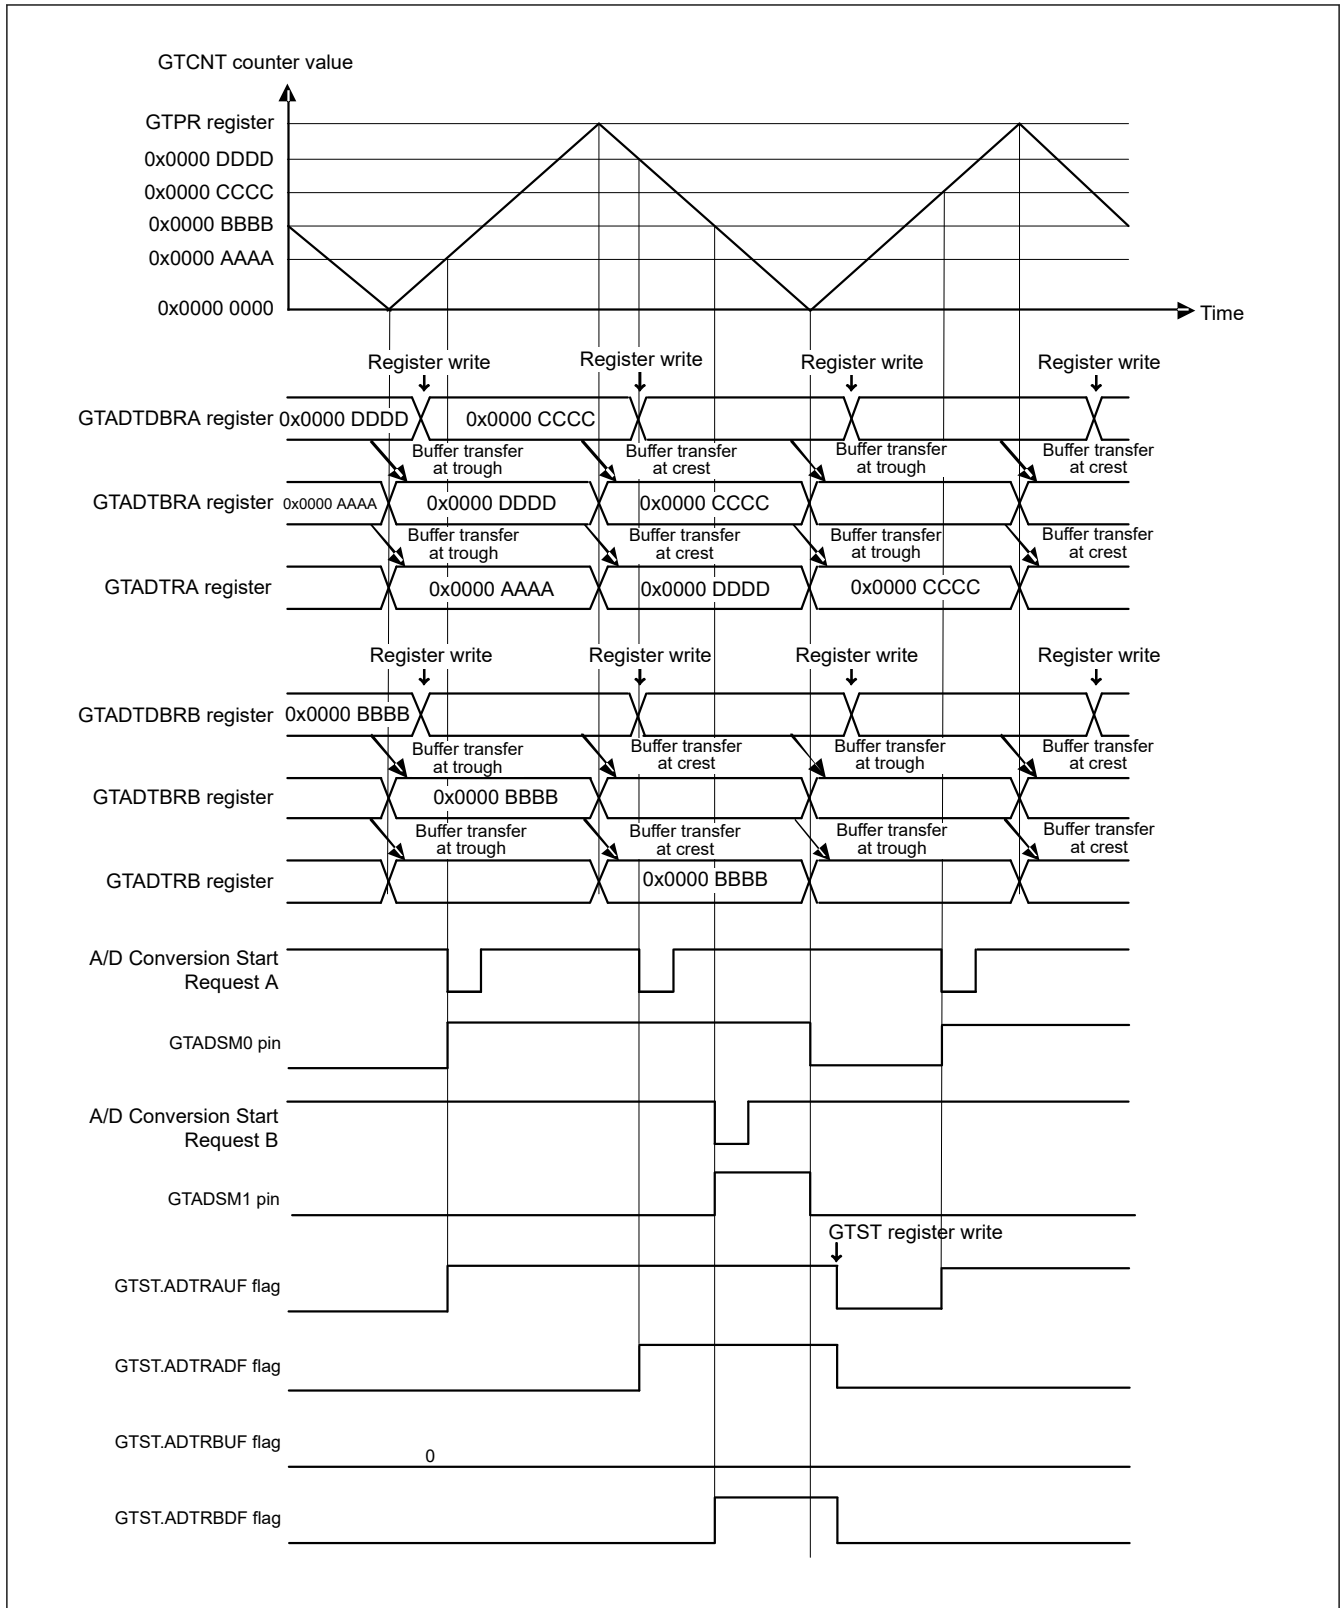 GTCNT counter value
GTPR register
0x0000 DDDD
0x0000 CCCC
0x0000 BBBB
0x0000 AAAA
0x0000 0000
Time
Register write Register write Register write Register write
GTADTDBRA register 0x0000 DDDD 0x0000 CCCC
Buffer transfer at trough Buffer transfer at crest Buffer transfer at trough Buffer transfer at crest
GTADTBRA register 0x0000 AAAA 0x0000 DDDD 0x0000 CCCC
Buffer transfer at trough Buffer transfer at crest Buffer transfer at trough Buffer transfer at crest
GTADTRA register 0x0000 AAAA 0x0000 DDDD 0x0000 CCCC
Register write Register write Register write Register write
GTADTDBRB register 0x0000 BBBB
Buffer transfer at trough Buffer transfer at crest Buffer transfer at trough Buffer transfer at crest
GTADTBRB register 0x0000 BBBB
Buffer transfer at trough Buffer transfer at crest Buffer transfer at trough Buffer transfer at crest
GTADTRB register 0x0000 BBBB
A/D Conversion Start
Request A
GTADSM0 pin
A/D Conversion Start
Request B
GTADSM1 pin
GTST register write
GTST.ADTRAUF flag
GTST.ADTRADF flag
GTST.ADTRBUF flag
0
GTST.ADTRBDF flag